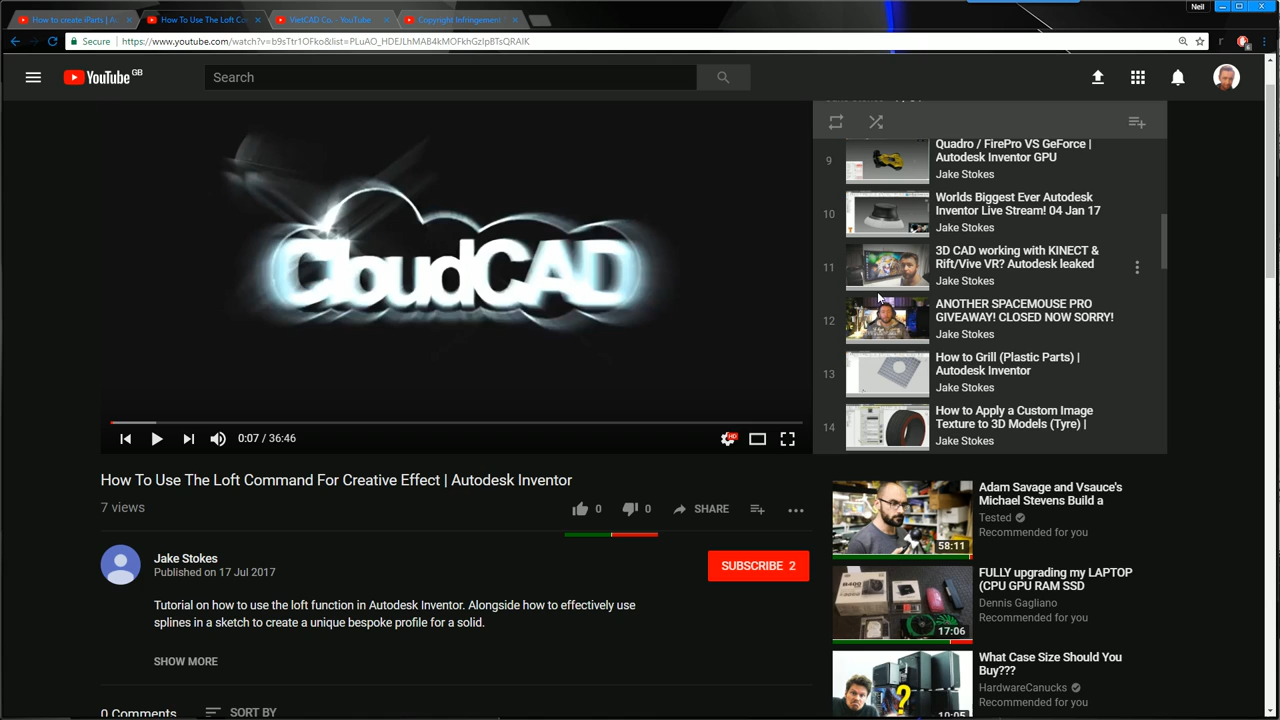 How to create iParts | A
How To Use The Loft Co
VietCAD Co. - YouTube
Copyright Infringement
Neil
Secure
https://www.youtube.com/watch?v=b9sTtr1OFko&list=PLuAO_HDEJLhMAB4kMOFkhGzIpBTsQRAIK
YouTube GB
Search
CloudCAD
0:07 / 36:46
HD
9
Quadro / FirePro VS GeForce |
Autodesk Inventor GPU
Jake Stokes
10
Worlds Biggest Ever Autodesk
Inventor Live Stream! 04 Jan 17
Jake Stokes
11
3D CAD working with KINECT &
Rift/Vive VR? Autodesk leaked
Jake Stokes
12
ANOTHER SPACEMOUSE PRO
GIVEAWAY! CLOSED NOW SORRY!
Jake Stokes
13
How to Grill (Plastic Parts) |
Autodesk Inventor
Jake Stokes
14
How to Apply a Custom Image
Texture to 3D Models (Tyre) |
Jake Stokes
How To Use The Loft Command For Creative Effect | Autodesk Inventor
7 views
0
0
SHARE
Jake Stokes
Published on 17 Jul 2017
SUBSCRIBE 2
Tutorial on how to use the loft function in Autodesk Inventor. Alongside how to effectively use
splines in a sketch to create a unique bespoke profile for a solid.
SHOW MORE
0 Comments
SORT BY
Adam Savage and Vsauce's
Michael Stevens Build a
Tested
Recommended for you
58:11
FULLY upgrading my LAPTOP
(CPU GPU RAM SSD
Dennis Gagliano
Recommended for you
17:06
What Case Size Should You
Buy???
HardwareCanucks
Recommended for you
10:05